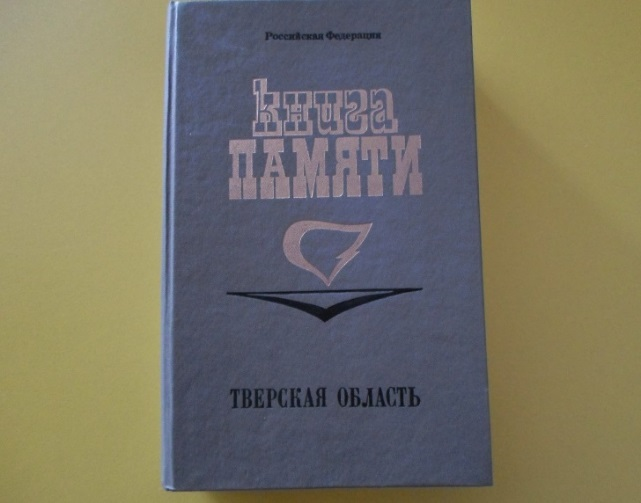 Российская Федерация
Книга
ПАМЯТИ
ТВЕРСКАЯ ОБЛАСТЬ